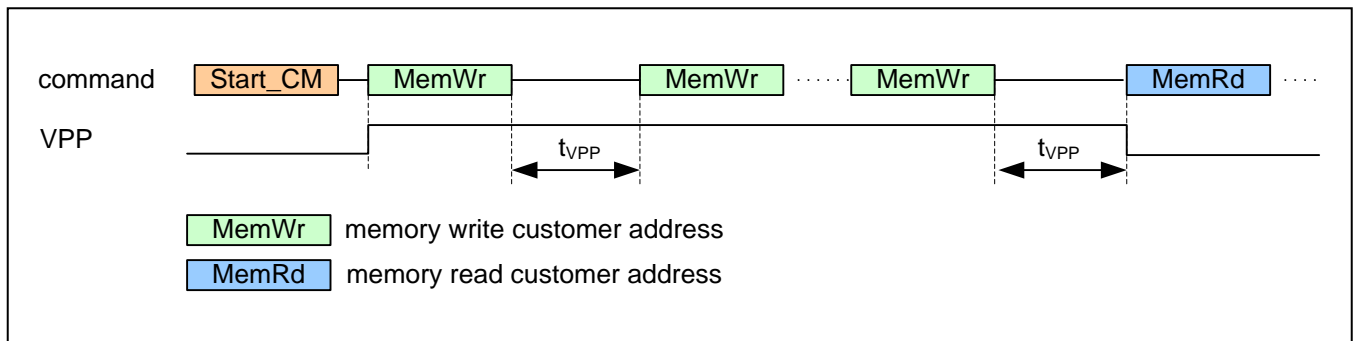 command Start_CM MemWr MemWr MemWr MemRd
VPP
tVPP tVPP
MemWr memory write customer address
MemRd memory read customer address